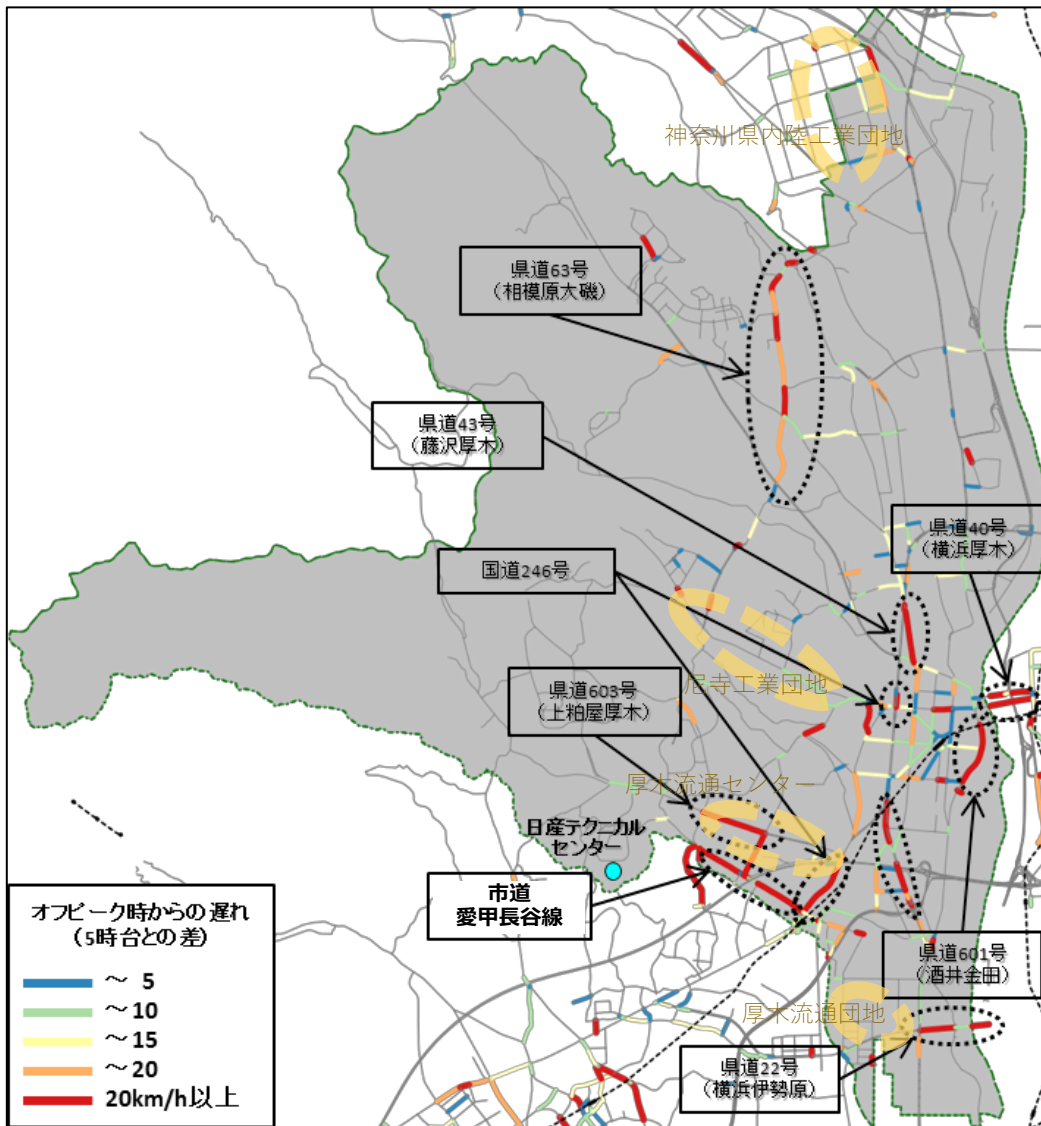 神奈川県内陸工業団地
県道63号
（相模原大磯）
県道43号
（藤沢厚木）
県道40号
（横浜厚木）
国道246号
尼寺工業団地
県道603号
（上粕屋厚木）
厚木流通センター
日産テクニカル
センター
市道
愛甲長谷線
オフピーク時からの遅れ
（5時台との差）
～ 5
～10
～15
～20
20km/h以上
県道601号
（酒井金田）
厚木流通団地
県道22号
（横浜伊勢原）